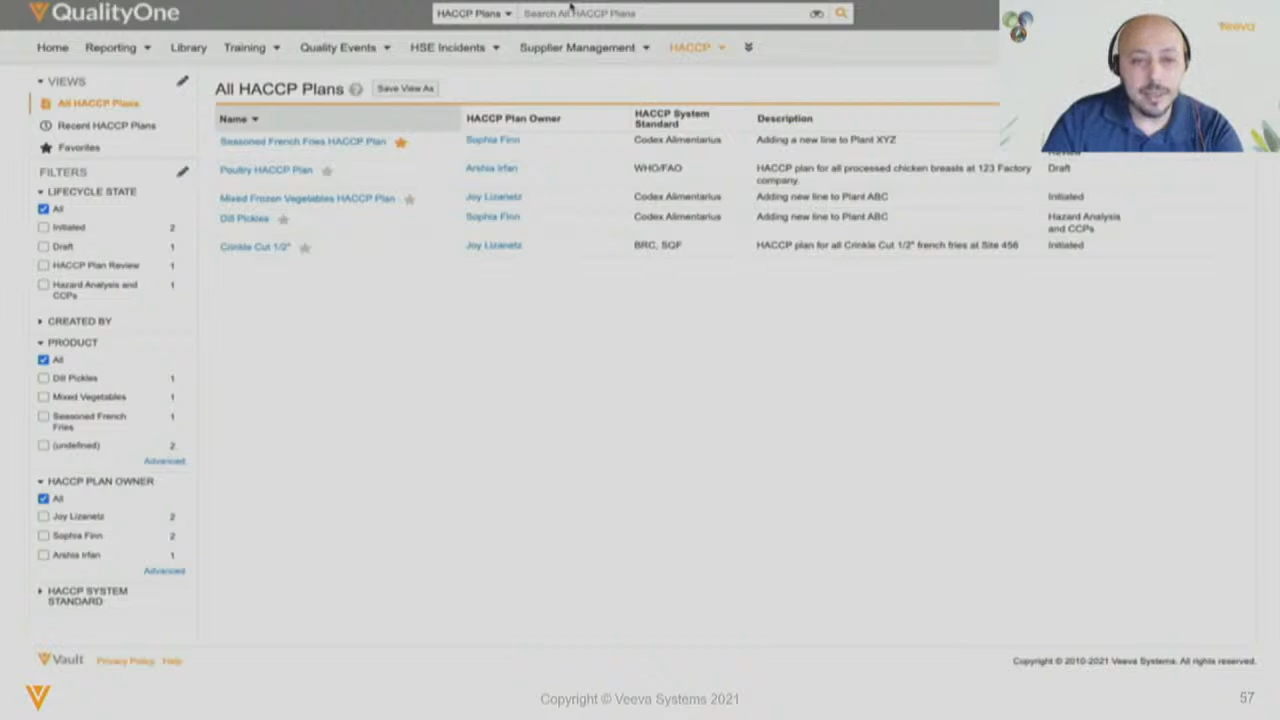 QualityOne
HACCP Plans
Search All HACCP Plans
Veeva
Home
Reporting
Library
Training
Quality Events
HSE Incidents
Supplier Management
HACCP
VIEWS
All HACCP Plans
Recent HACCP Plans
Favorites
FILTERS
LIFECYCLE STATE
All
Initiated 2
Draft 1
HACCP Plan Review 1
Hazard Analysis and 1
CCPs
CREATED BY
PRODUCT
All
Dill Pickles 1
Mixed Vegetables 1
Seasoned French 1
Fries
(undefined) 2
Advanced
HACCP PLAN OWNER
All
Joy Lizanetz 2
Sophia Finn 2
Arshia Irfan 1
Advanced
HACCP SYSTEM
STANDARD
All HACCP Plans
Save View As
Name
HACCP Plan Owner
HACCP System
Standard
Description
Seasoned French Fries HACCP Plan
Sophia Finn
Codex Alimentarius
Adding a new line to Plant XYZ
Review
Poultry HACCP Plan
Arshia Irfan
WHO/FAO
HACCP plan for all processed chicken breasts at 123 Factory
company.
Draft
Mixed Frozen Vegetables HACCP Plan
Joy Lizanetz
Codex Alimentarius
Adding new line to Plant ABC
Initiated
Dill Pickles
Sophia Finn
Codex Alimentarius
Adding new line to Plant ABC
Hazard Analysis
and CCPs
Crinkle Cut 1/2"
Joy Lizanetz
BRC, SQF
HACCP plan for all Crinkle Cut 1/2" french fries at Site 456
Initiated
Vault
Privacy Policy
Help
Copyright © 2010-2021 Veeva Systems. All rights reserved.
Copyright © Veeva Systems 2021
57